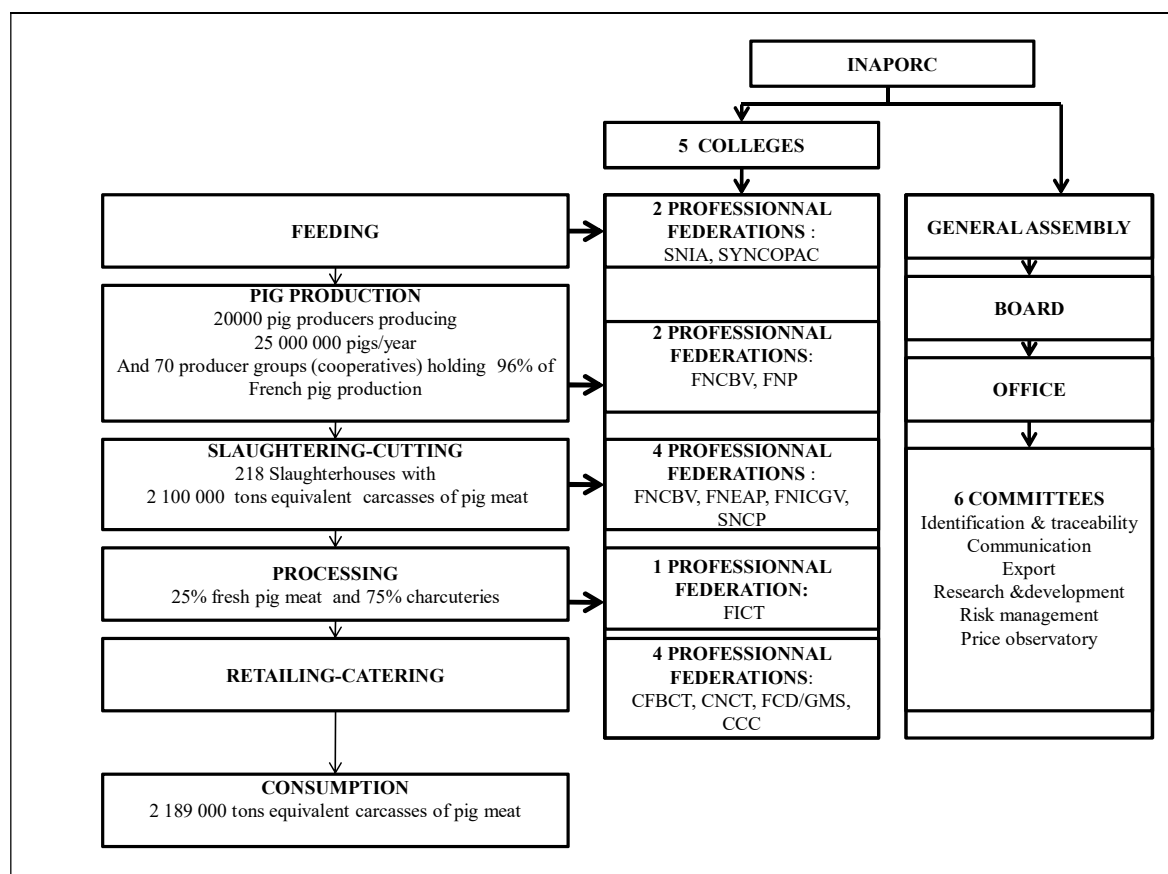 INAPORC
5 COLLEGES
FEEDING
PIG PRODUCTION
20000 pig producers producing
25 000 000 pigs/year
And 70 producer groups (cooperatives) holding 96% of
French pig production
SLAUGHTERING-CUTTING
218 Slaughterhouses with
2 100 000 tons equivalent carcasses of pig meat
PROCESSING
25% fresh pig meat and 75% charcuteries
RETAILING-CATERING
CONSUMPTION
2 189 000 tons equivalent carcasses of pig meat
2 PROFESSIONNAL
FEDERATIONS :
SNIA, SYNCOPAC
2 PROFESSIONNAL
FEDERATIONS:
FNCBV, FNP
4 PROFESSIONNAL
FEDERATIONS :
FNCBV, FNEAP, FNICGV,
SNCP
1 PROFESSIONNAL
FEDERATION:
FICT
4 PROFESSIONNAL
FEDERATIONS:
CFBCT, CNCT, FCD/GMS,
CCC
GENERAL ASSEMBLY
BOARD
OFFICE
6 COMMITTEES
Identification & traceability
Communication
Export
Research &development
Risk management
Price observatory